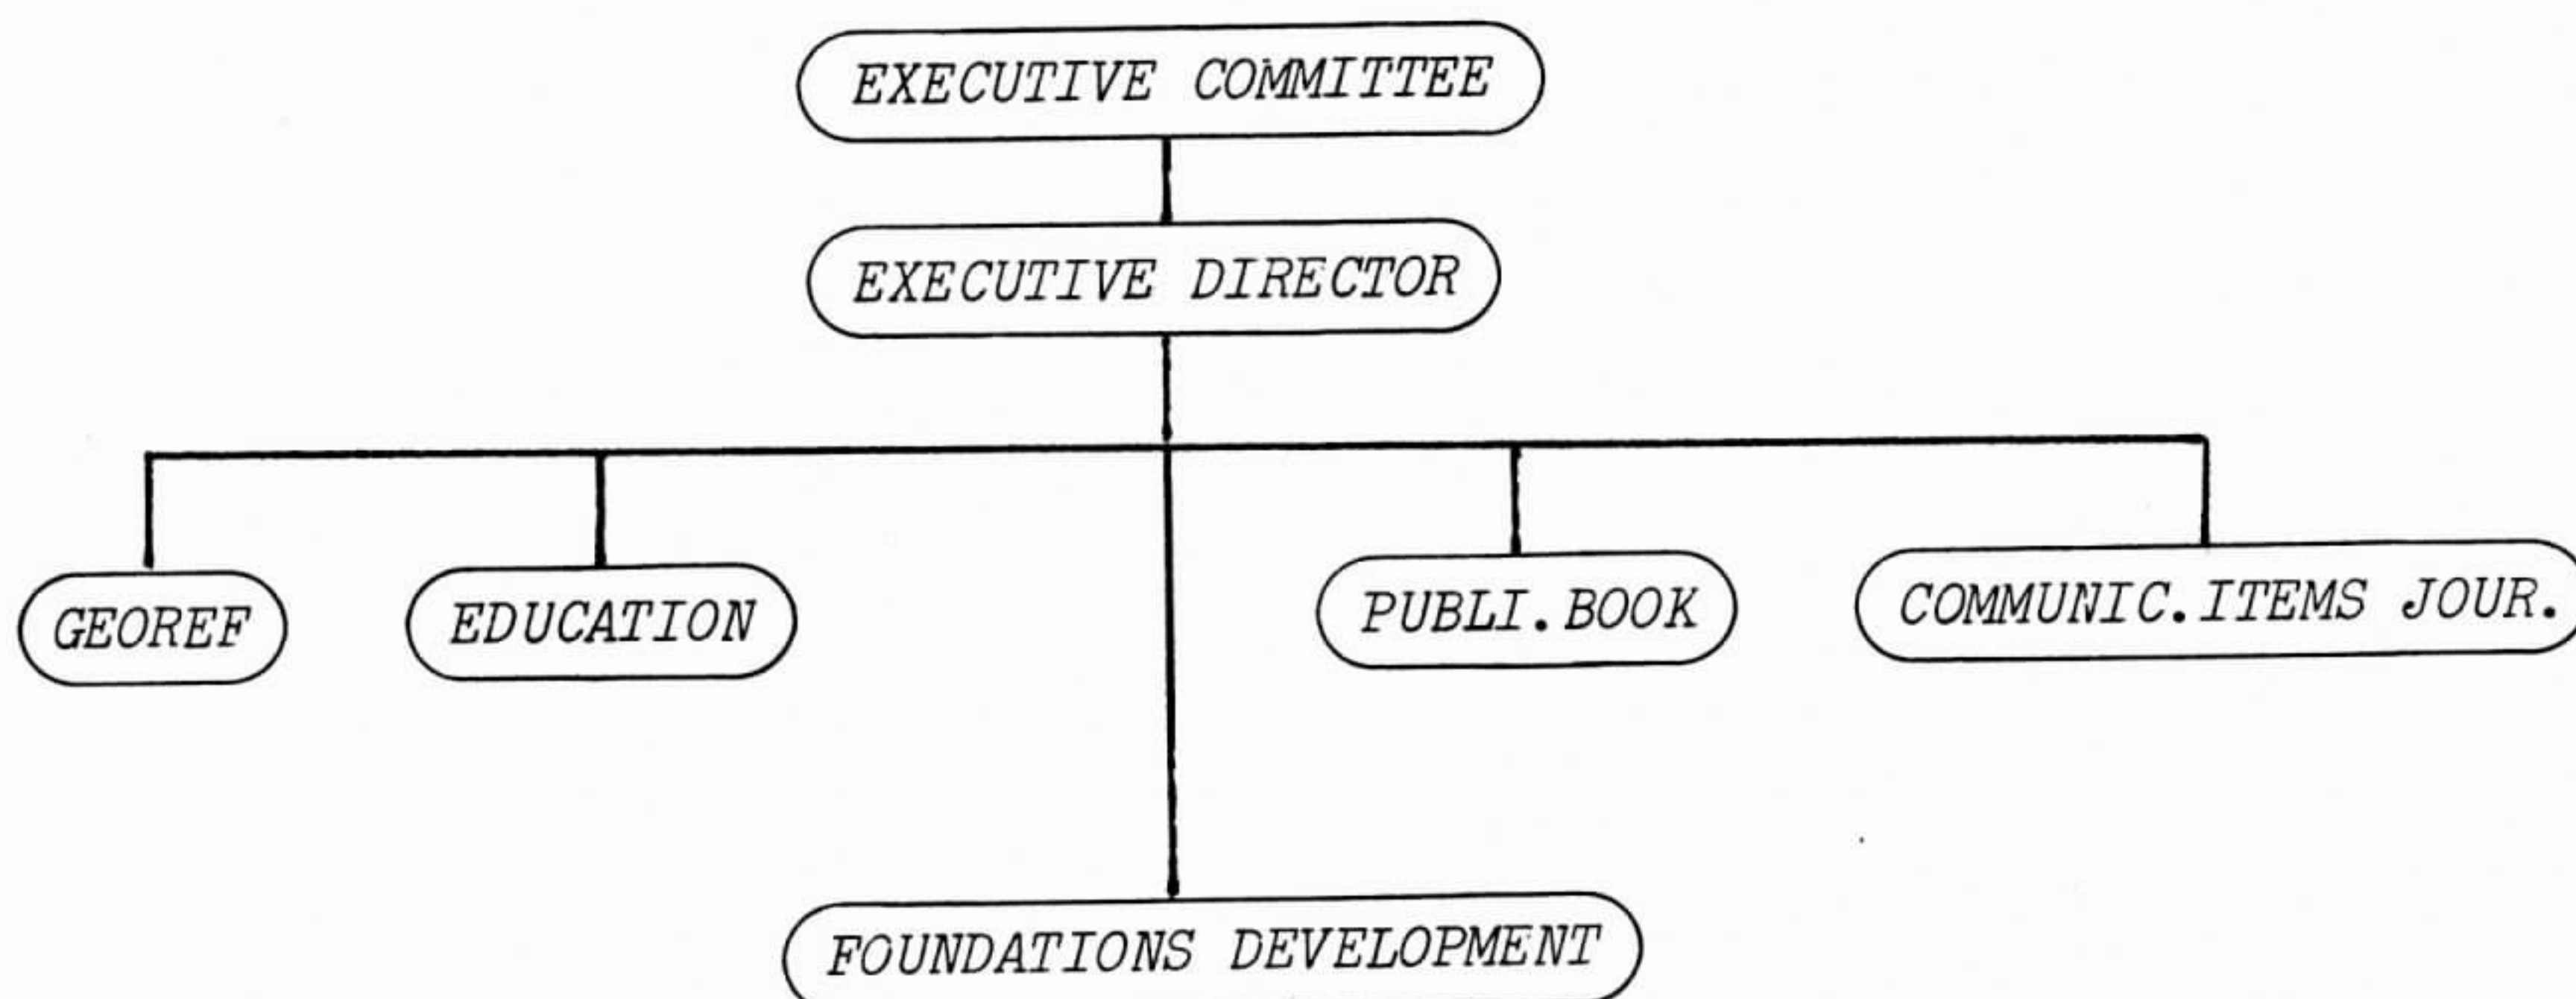 EXECUTIVE COMMITTEE
EXECUTIVE DIRECTOR
GEOREF
EDUCATION
PUBLI.BOOK
COMMUNIC.ITEMS JOUR.
FOUNDATIONS DEVELOPMENT